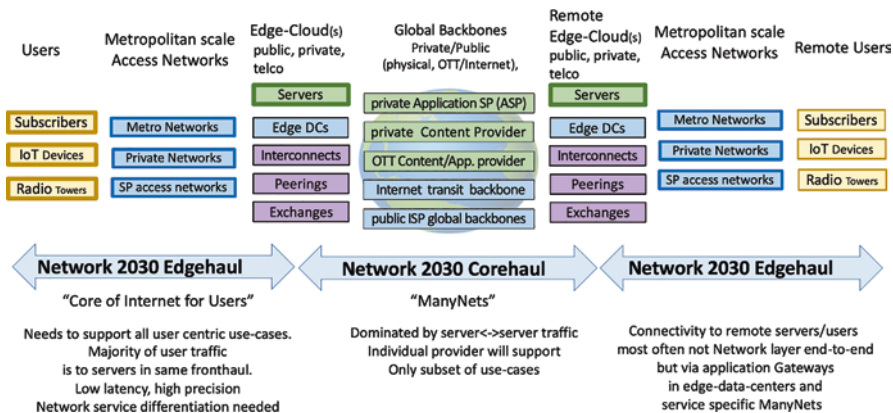 Users
Metropolitan scale
Access Networks
Edge-Cloud(s)
public, private,
telco
Global Backbones
Private/Public
(physical, OTT/Internet),
Remote
Edge-Cloud(s)
public, private,
telco
Metropolitan scale
Access Networks
Remote Users
Subscribers
IoT Devices
Radio Towers
Metro Networks
Private Networks
SP access networks
Servers
Edge DCs
Interconnects
Peerings
Exchanges
private Application SP (ASP)
private Content Provider
OTT Content/App. provider
Internet transit backbone
public ISP global backbones
Servers
Edge DCs
Interconnects
Peerings
Exchanges
Metro Networks
Private Networks
SP access networks
Subscribers
IoT Devices
Radio Towers
Network 2030 Edgehaul
Network 2030 Corehaul
Network 2030 Edgehaul
“Core of Internet for Users”
Needs to support all user centric use-cases.
Majority of user traffic
is to servers in same fronthaul.
Low latency, high precision
Network service differentiation needed
“ManyNets”
Dominated by server<->server traffic
Individual provider will support
Only subset of use-cases
Connectivity to remote servers/users
most often not Network layer end-to-end
but via application Gateways
in edge-data-centers and
service specific ManyNets